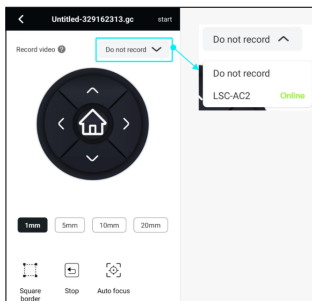 Untitled-329162313.gc start
Record video ? Do not record
1mm 5mm 10mm 20mm
Square border Stop Auto focus
Do not record
Do not record
LSC-AC2 Online